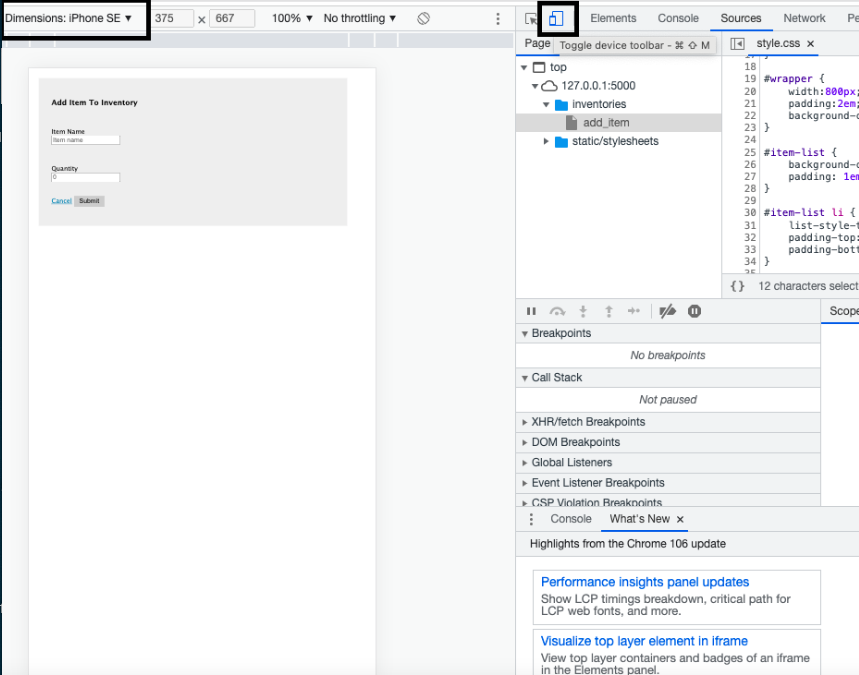 Dimensions: iPhone SE ▼ 375 x 667 100% ▼ No throttling ▼
Elements Console Sources Network
Page
Toggle device toolbar - ⌘ ⇧ M
style.css ×
top
127.0.0.1:5000
inventories
add_item
static/stylesheets
18
19 #wrapper {
20 width:800px;
21 padding:2em;
22 background-c
23 }
24
25 #item-list {
26 background-c
27 padding: 1em
28 }
29
30 #item-list li {
31 list-style-t
32 padding-top:
33 padding-bott
34 }
{} 12 characters select
Add Item To Inventory
Item Name
Item name
Quantity
0
Cancel Submit
Scope
Breakpoints
No breakpoints
Call Stack
Not paused
XHR/fetch Breakpoints
DOM Breakpoints
Global Listeners
Event Listener Breakpoints
CSP Violation Breakpoints
Console What's New ×
Highlights from the Chrome 106 update
Performance insights panel updates
Show LCP timings breakdown, critical path for
LCP web fonts, and more.
Visualize top layer element in iframe
View top layer containers and badges of an iframe
in the Elements panel.